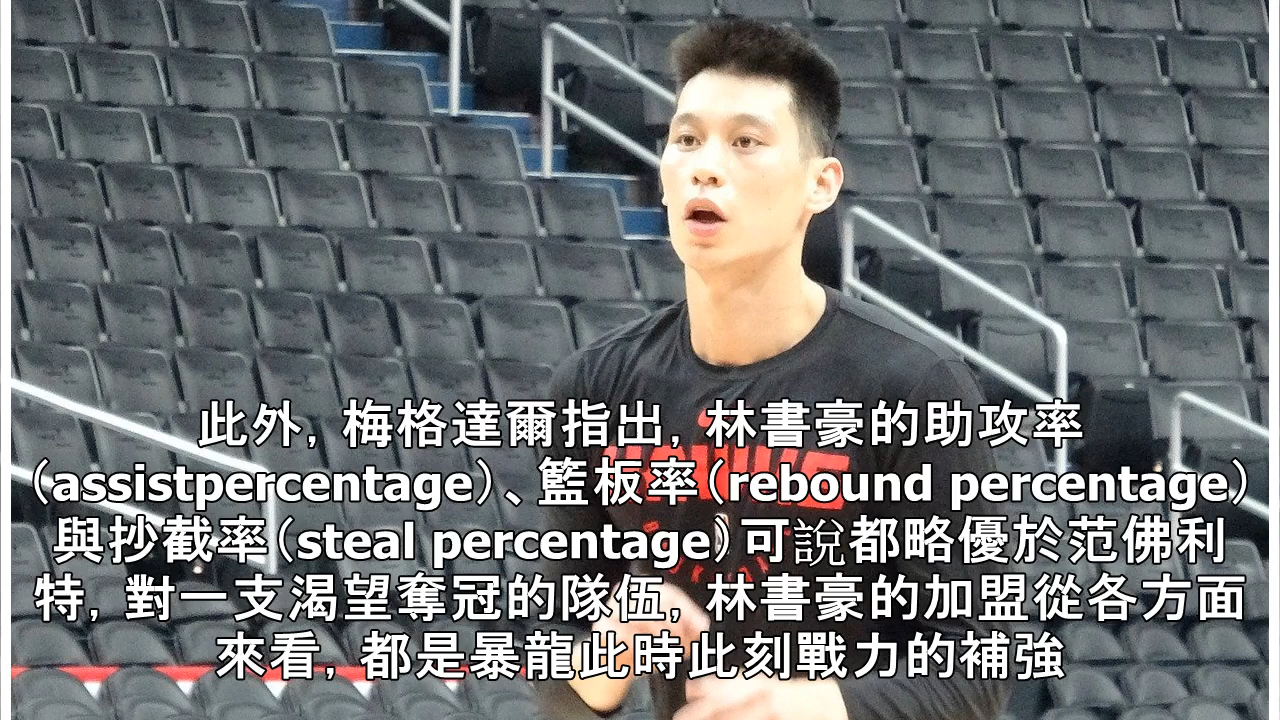 此外, 梅格達爾指出, 林書豪的助攻率
(assistpercentage)、籃板率(rebound percentage)
與抄截率(steal percentage)可說都略優於范佛利
特, 對一支渴望奪冠的隊伍, 林書豪的加盟從各方面
來看, 都是暴龍此時此刻戰力的補強